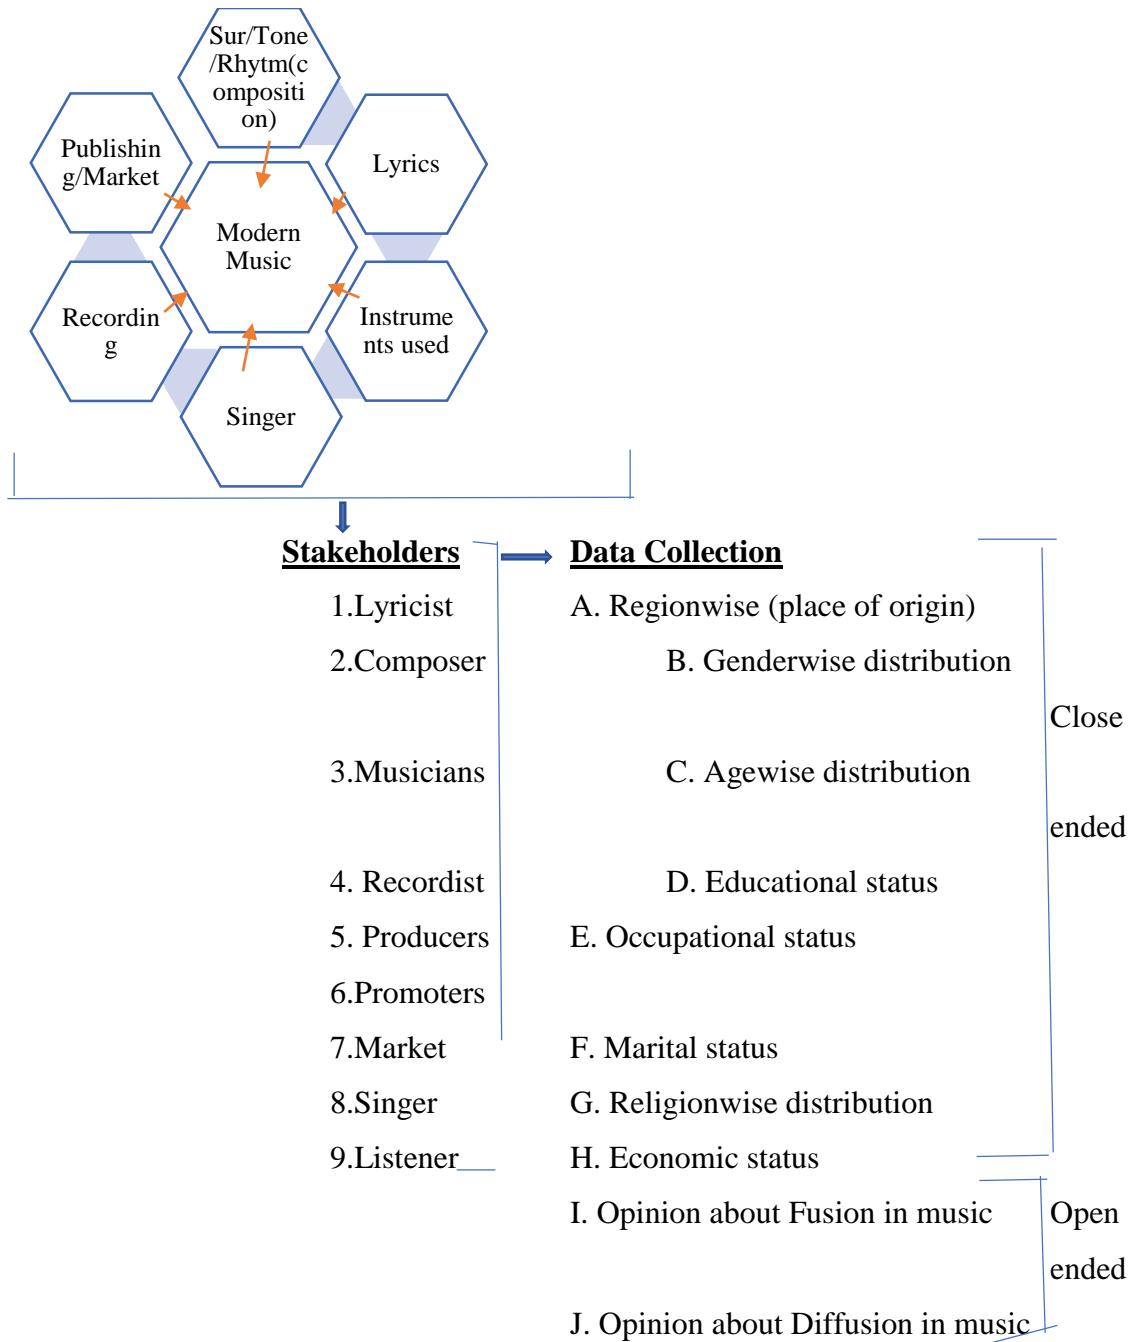 Sur/Tone
/Rhytm(c
ompositi
on)
Publishin
g/Market
Lyrics
Modern
Music
Recordin
g
Instrume
nts used
Singer
Stakeholders
Data Collection
1.Lyricist
A. Regionwise (place of origin)
2.Composer
B. Genderwise distribution
Close
3.Musicians
C. Agewise distribution
ended
4. Recordist
D. Educational status
5. Producers
E. Occupational status
6.Promoters
7.Market
F. Marital status
8.Singer
G. Religionwise distribution
9.Listener
H. Economic status
I. Opinion about Fusion in music
Open
ended
J. Opinion about Diffusion in music